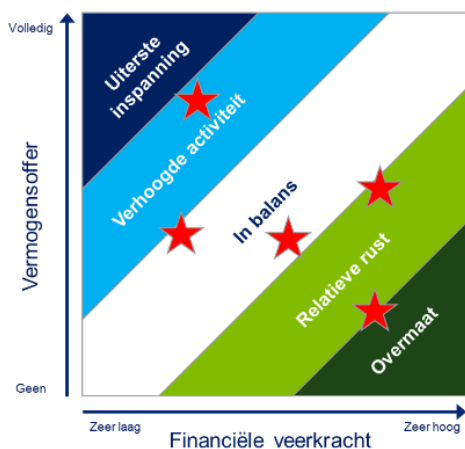 Volledig
Uiterste
inspanning
Verhoogde activiteit
In balans
Relatieve rust
Overmaat
Vermogensoffer
Geen
Zeer laag
Zeer hoog
Financiële veerkracht